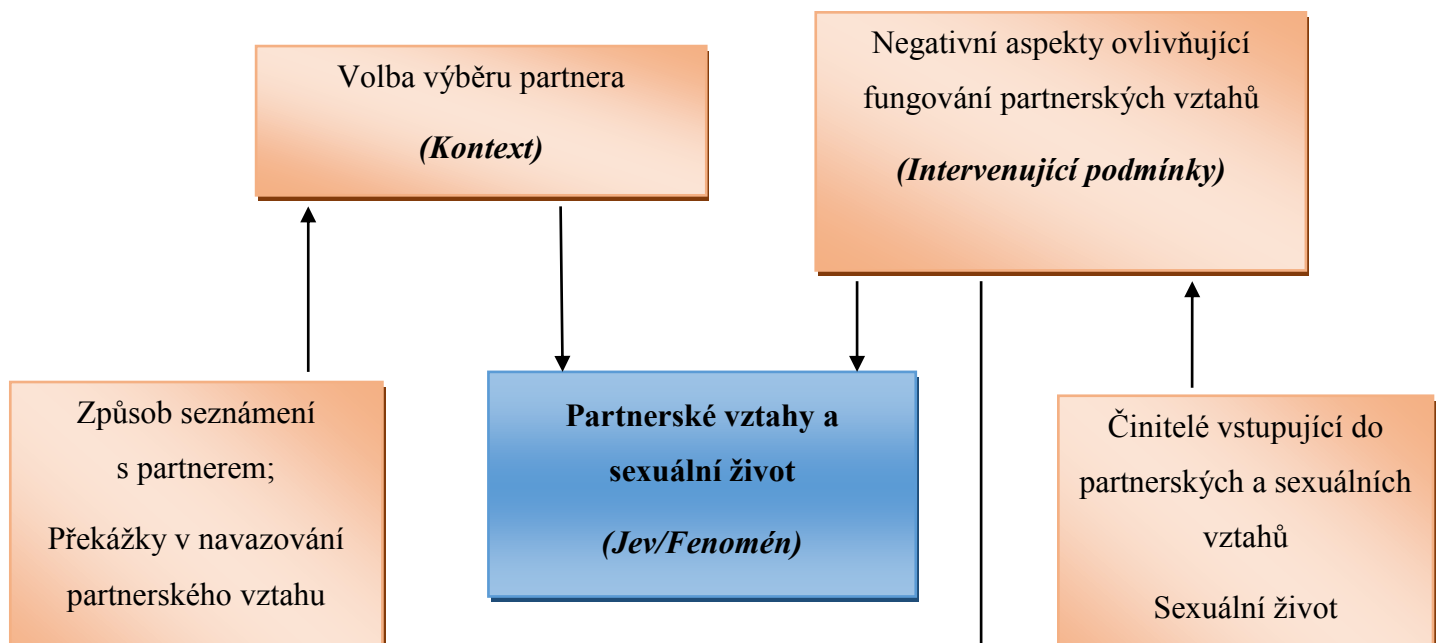 Volba výběru partnera
(Kontext)
Negativní aspekty ovlivňující
fungování partnerských vztahů
(Intervenující podmínky)
Způsob seznámení
s partnerem;
Překážky v navazování
partnerského vztahu
Partnerské vztahy a
sexuální život
(Jev/Fenomén)
Činitelé vstupující do
partnerských a sexuálních
vztahů
Sexuální život